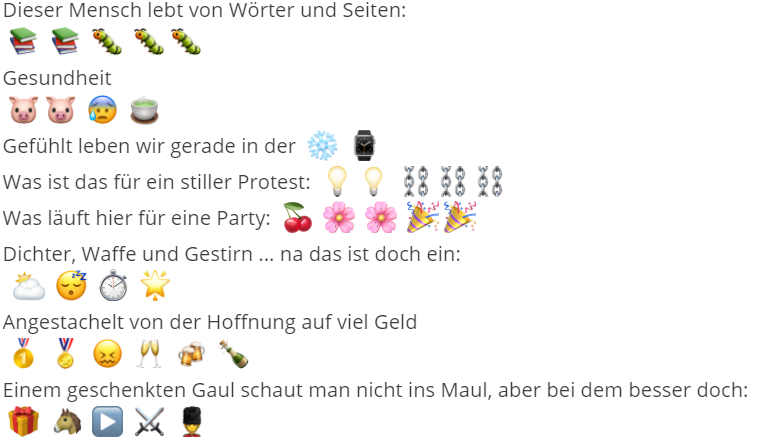 Dieser Mensch lebt von Wörter und Seiten:
📚 📚 🐛 🐛 🐛
Gesundheit
🐷 🐷 😰 🍵
Gefühlt leben wir gerade in der ❄️ ⌚
Was ist das für ein stiller Protest: 💡 💡 ⛓️ ⛓️ ⛓️
Was läuft hier für eine Party: 🍒 🌸 🌸 🎉 🎉
Dichter, Waffe und Gestirn ... na das ist doch ein:
🌥️ 😴 ⏱️ 🌟
Angestachelt von der Hoffnung auf viel Geld
🥇 🎖️ 😖 🥂 🍻 🍾
Einem geschenkten Gaul schaut man nicht ins Maul, aber bei dem besser doch:
🎁 🐴 ▶️ ⚔️ 💂